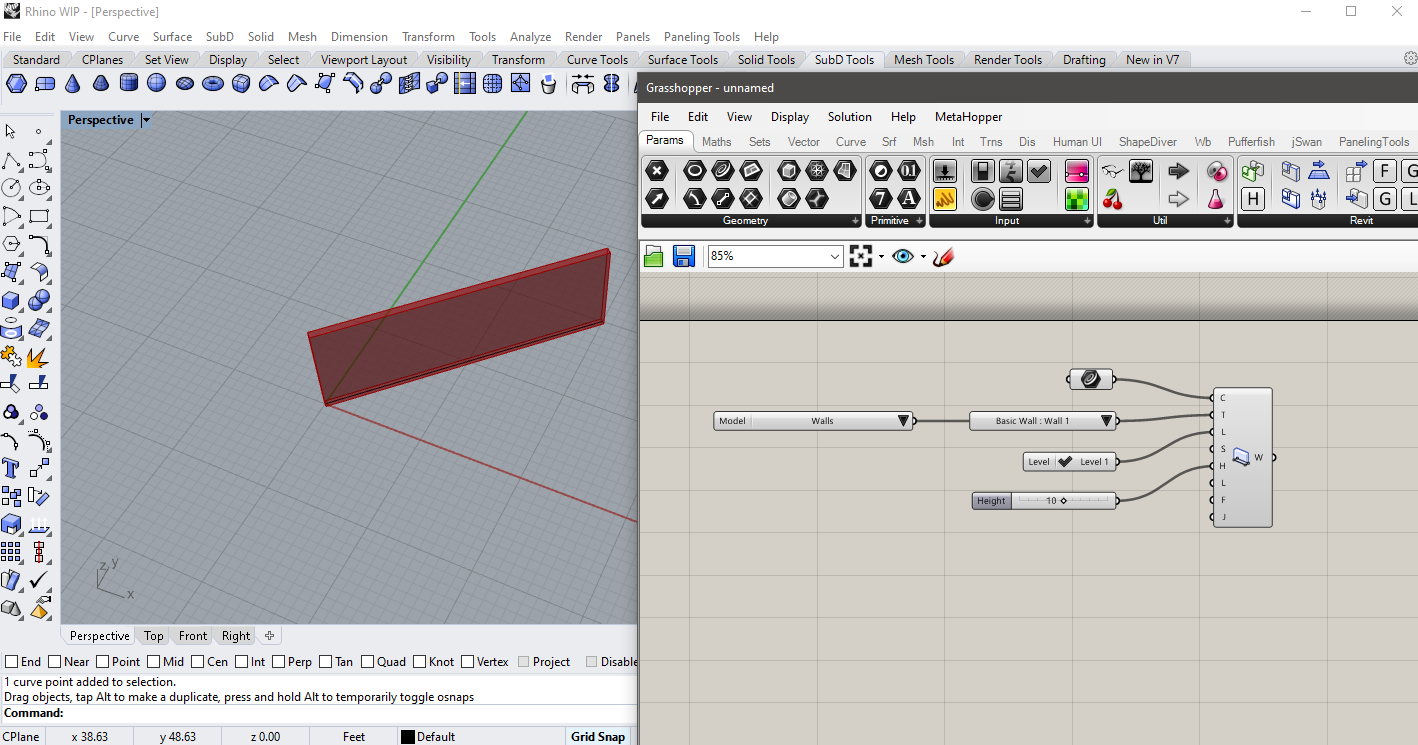 Rhino WIP - [Perspective]
File Edit View Curve Surface SubD Solid Mesh Dimension Transform Tools Analyze Render Panels Paneling Tools Help
Standard CPlanes Set View Display Select Viewport Layout Visibility Transform Curve Tools Surface Tools Solid Tools SubD Tools Mesh Tools Render Tools Drafting New in V7
Perspective
Grasshopper - unnamed
File Edit View Display Solution Help MetaHopper
Params Maths Sets Vector Curve Srf Msh Int Trns Dis Human UI ShapeDiver Wb Pufferfish jSwan PanelingTools
0.1 F G
7 A H G L
Geometry Primitive Input Util Revit
85%
C
Model Walls Basic Wall : Wall 1 T
Level Level 1 L
S
W
Height 10 H
L
F
J
z y
x
Perspective Top Front Right
End Near Point Mid Cen Int Perp Tan Quad Knot Vertex Project Disable
1 curve point added to selection.
Drag objects, tap Alt to make a duplicate, press and hold Alt to temporarily toggle osnaps
Command:
CPlane x 38.63 y 48.63 z 0.00 Feet Default Grid Snap